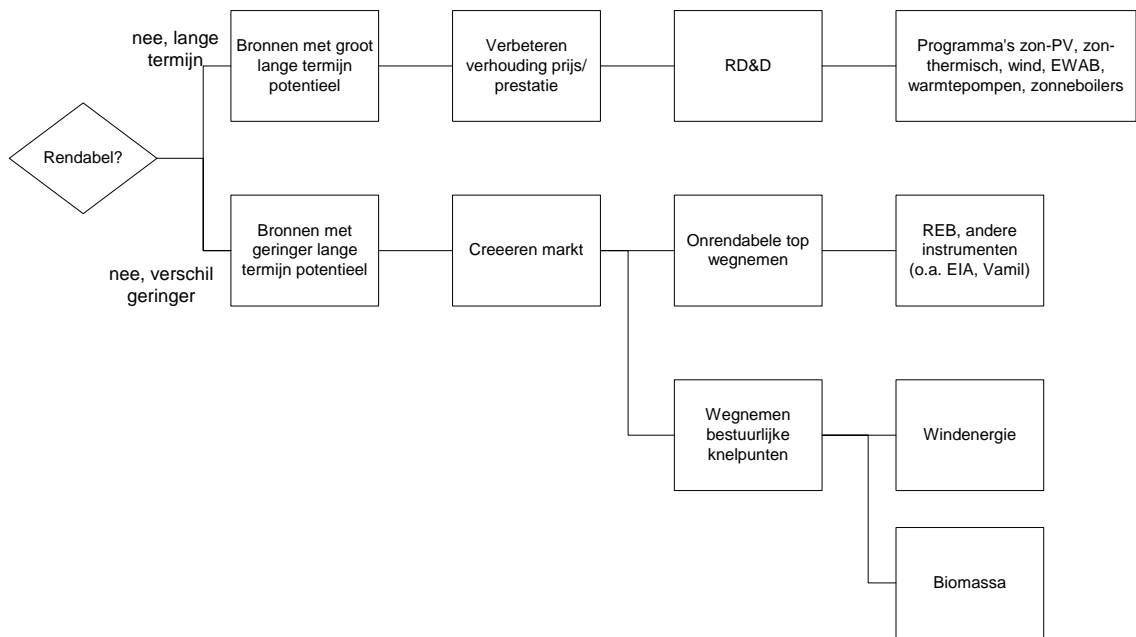 nee, lange
termijn
Bronnen met groot
lange termijn
potentieel
Verbeteren
verhouding prijs/
prestatie
RD&D
Programma's zon-PV, zon-
thermisch, wind, EWAB,
warmtepompen, zonneboilers
Rendabel?
nee, verschil
geringer
Bronnen met
geringer lange
termijn potentieel
Creeeren markt
Onrendabele top
wegnemen
REB, andere
instrumenten
(o.a. EIA, Vamil)
Wegnemen
bestuurlijke
knelpunten
Windenergie
Biomassa